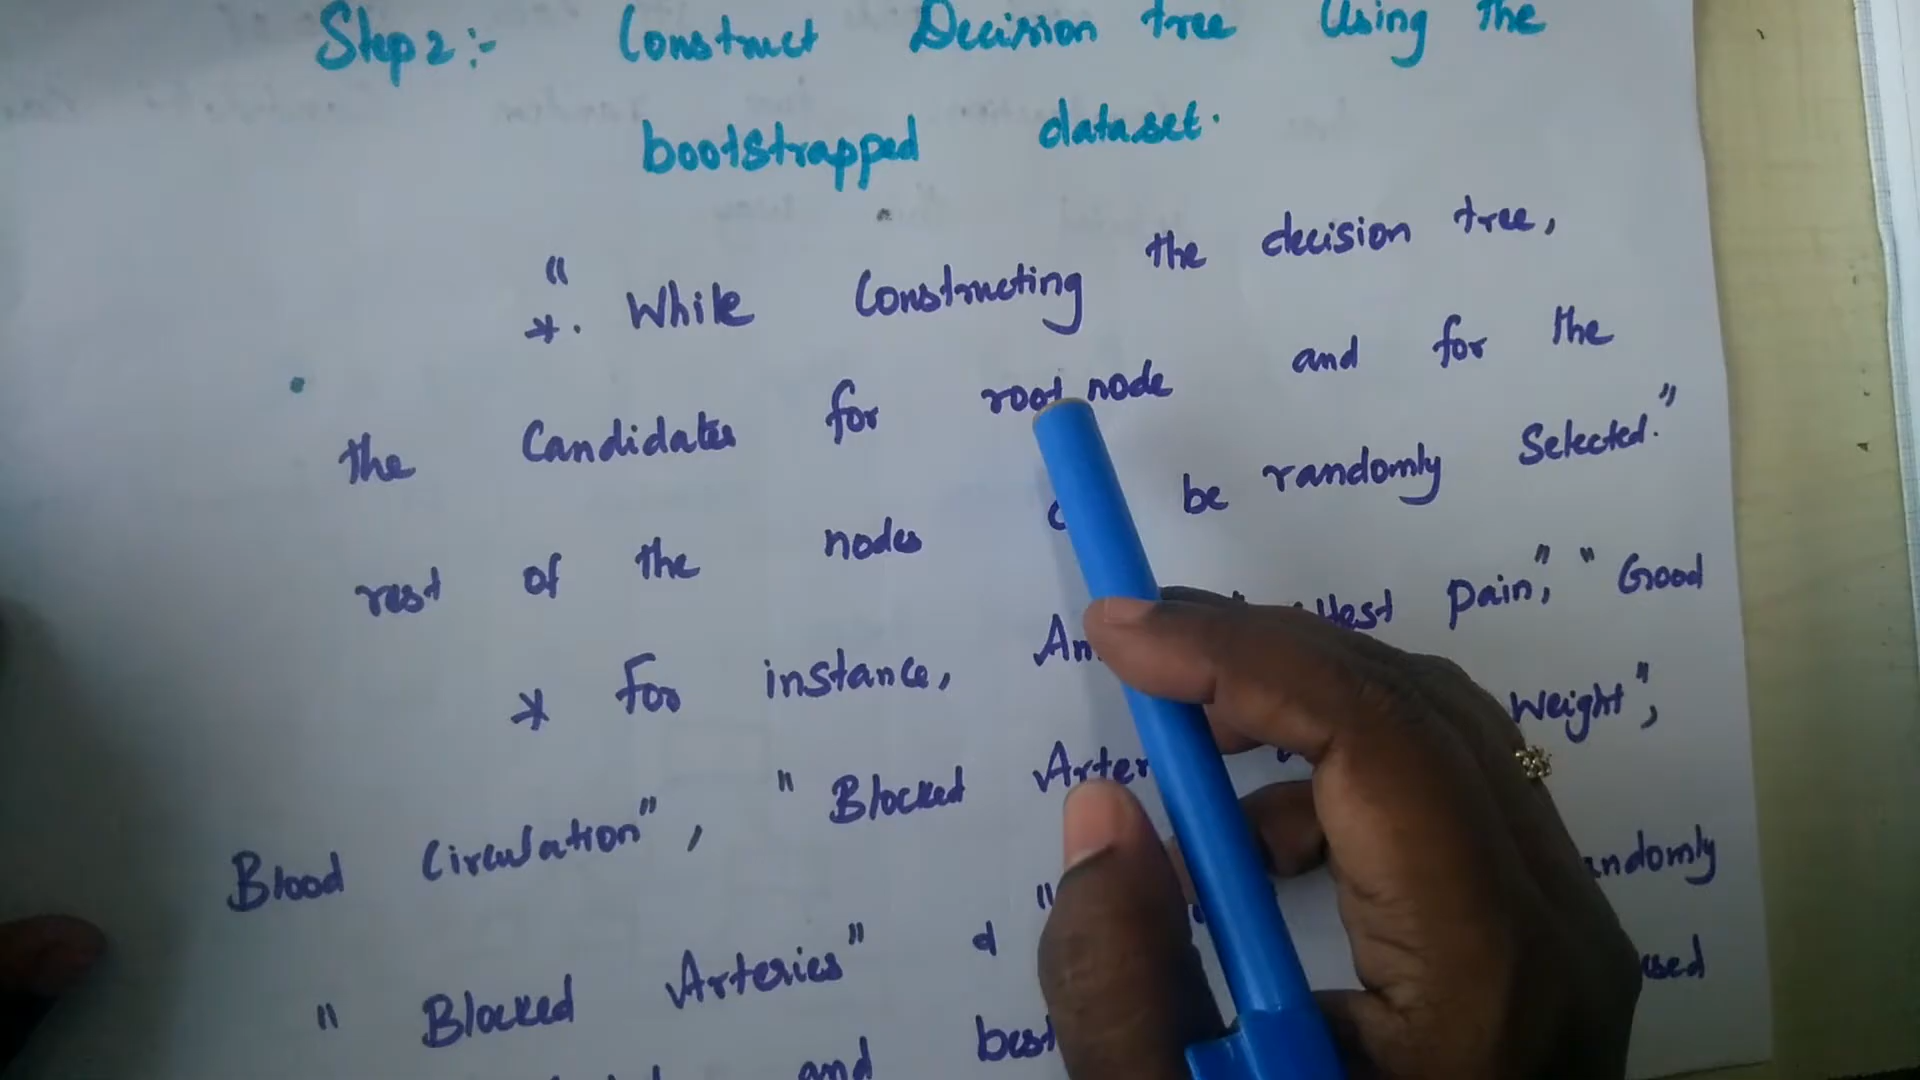 Step 2:- Construct Decision tree Using the
bootstrapped dataset.
"
*. While Constructing the decision tree,
the Candidates for root node and for the
rest of the nodes be randomly Selected."
* For instance, pain", "Good
Blood Circulation", "Blocked Weight",
"Blocked Arteries" & "
and best